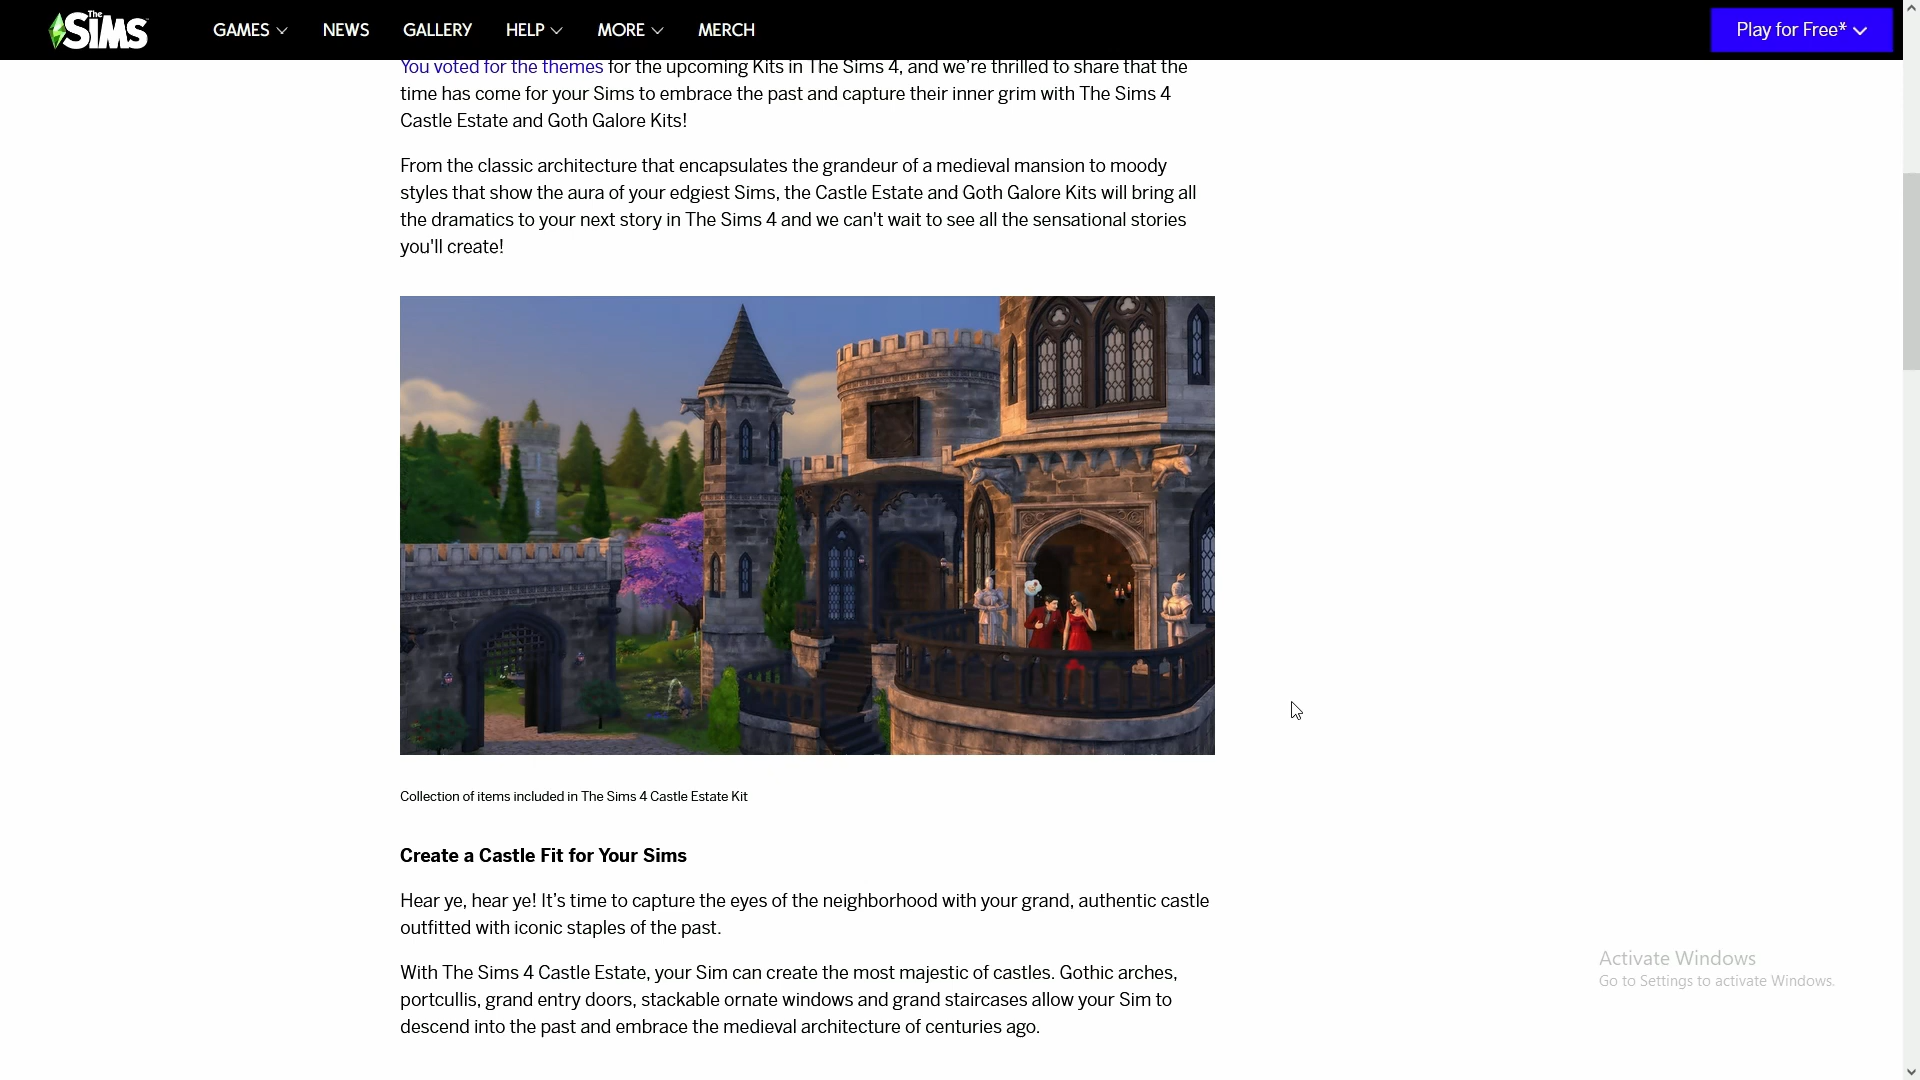 The Sims
GAMES
NEWS
GALLERY
HELP
MORE
MERCH
Play for Free*
You voted for the themes for the upcoming Kits in The Sims 4, and we’re thrilled to share that the
time has come for your Sims to embrace the past and capture their inner grim with The Sims 4
Castle Estate and Goth Galore Kits!
From the classic architecture that encapsulates the grandeur of a medieval mansion to moody
styles that show the aura of your edgiest Sims, the Castle Estate and Goth Galore Kits will bring all
the dramatics to your next story in The Sims 4 and we can't wait to see all the sensational stories
you'll create!
Collection of items included in The Sims 4 Castle Estate Kit
Create a Castle Fit for Your Sims
Hear ye, hear ye! It’s time to capture the eyes of the neighborhood with your grand, authentic castle
outfitted with iconic staples of the past.
With The Sims 4 Castle Estate, your Sim can create the most majestic of castles. Gothic arches,
portcullis, grand entry doors, stackable ornate windows and grand staircases allow your Sim to
descend into the past and embrace the medieval architecture of centuries ago.
Activate Windows
Go to Settings to activate Windows.